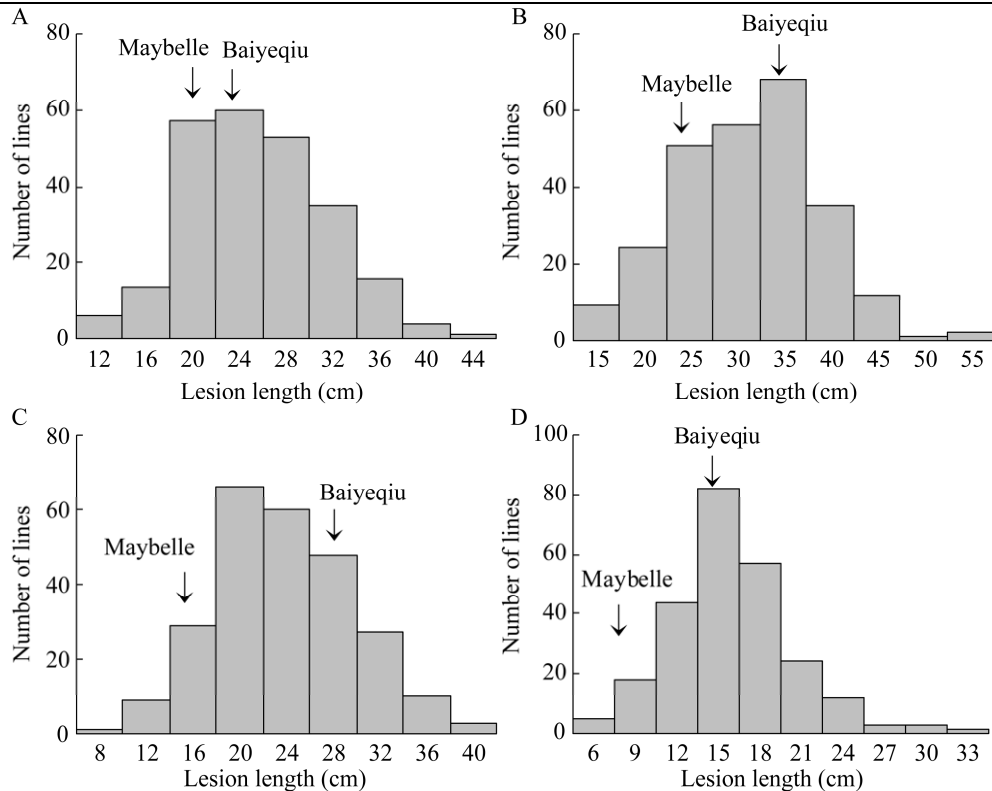 A
80
60
40
20
0
Number of lines
Maybelle
Baiyeqiu
12 16 20 24 28 32 36 40 44
Lesion length (cm)
B
80
60
40
20
0
Number of lines
Baiyeqiu
Maybelle
15 20 25 30 35 40 45 50 55
Lesion length (cm)
C
80
60
40
20
0
Number of lines
Baiyeqiu
Maybelle
8 12 16 20 24 28 32 36 40
Lesion length (cm)
D
100
80
60
40
20
0
Number of lines
Baiyeqiu
Maybelle
6 9 12 15 18 21 24 27 30 33
Lesion length (cm)